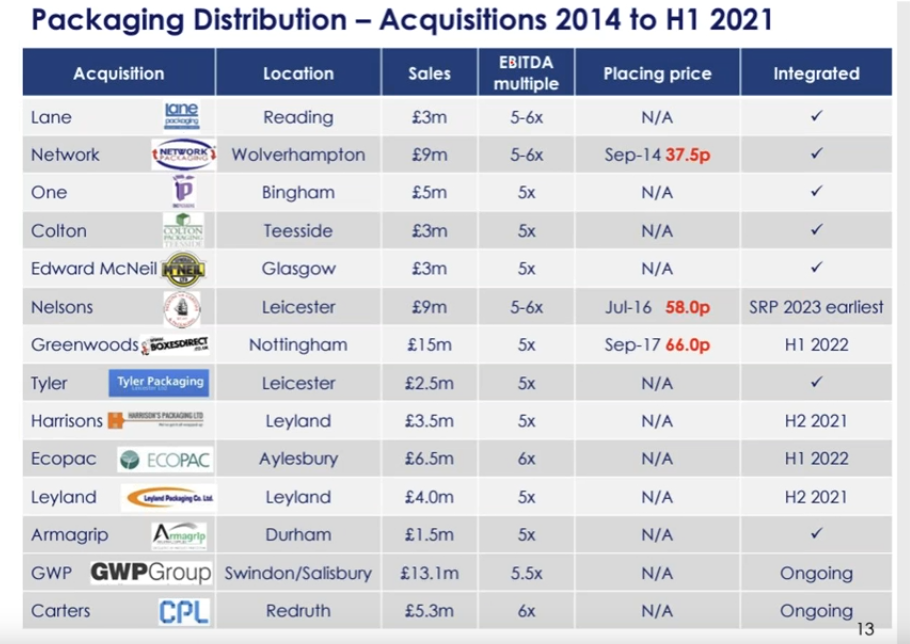 Packaging Distribution – Acquisitions 2014 to H1 2021
Acquisition Location Sales EBITDA multiple Placing price Integrated
Lane lane packaging Reading £3m 5-6x N/A ✓
Network NETWORK PACKAGING Wolverhampton £9m 5-6x Sep-14 37.5p ✓
One Bingham £5m 5x N/A ✓
Colton COLTON PACKAGING TEESSIDE Teesside £3m 5x N/A ✓
Edward McNeil McNEIL Glasgow £3m 5x N/A ✓
Nelsons Leicester £9m 5-6x Jul-16 58.0p SRP 2023 earliest
Greenwoods BOXESDIRECT Nottingham £15m 5x Sep-17 66.0p H1 2022
Tyler Tyler Packaging Leicester £2.5m 5x N/A ✓
Harrisons HARRISON'S PACKAGING LTD Leyland £3.5m 5x N/A H2 2021
Ecopac ECOPAC Aylesbury £6.5m 6x N/A H1 2022
Leyland Leyland Packaging Co. Ltd. Leyland £4.0m 5x N/A H2 2021
Armagrip Armagrip Durham £1.5m 5x N/A ✓
GWP GWPGroup Swindon/Salisbury £13.1m 5.5x N/A Ongoing
Carters CPL Redruth £5.3m 6x N/A Ongoing
13